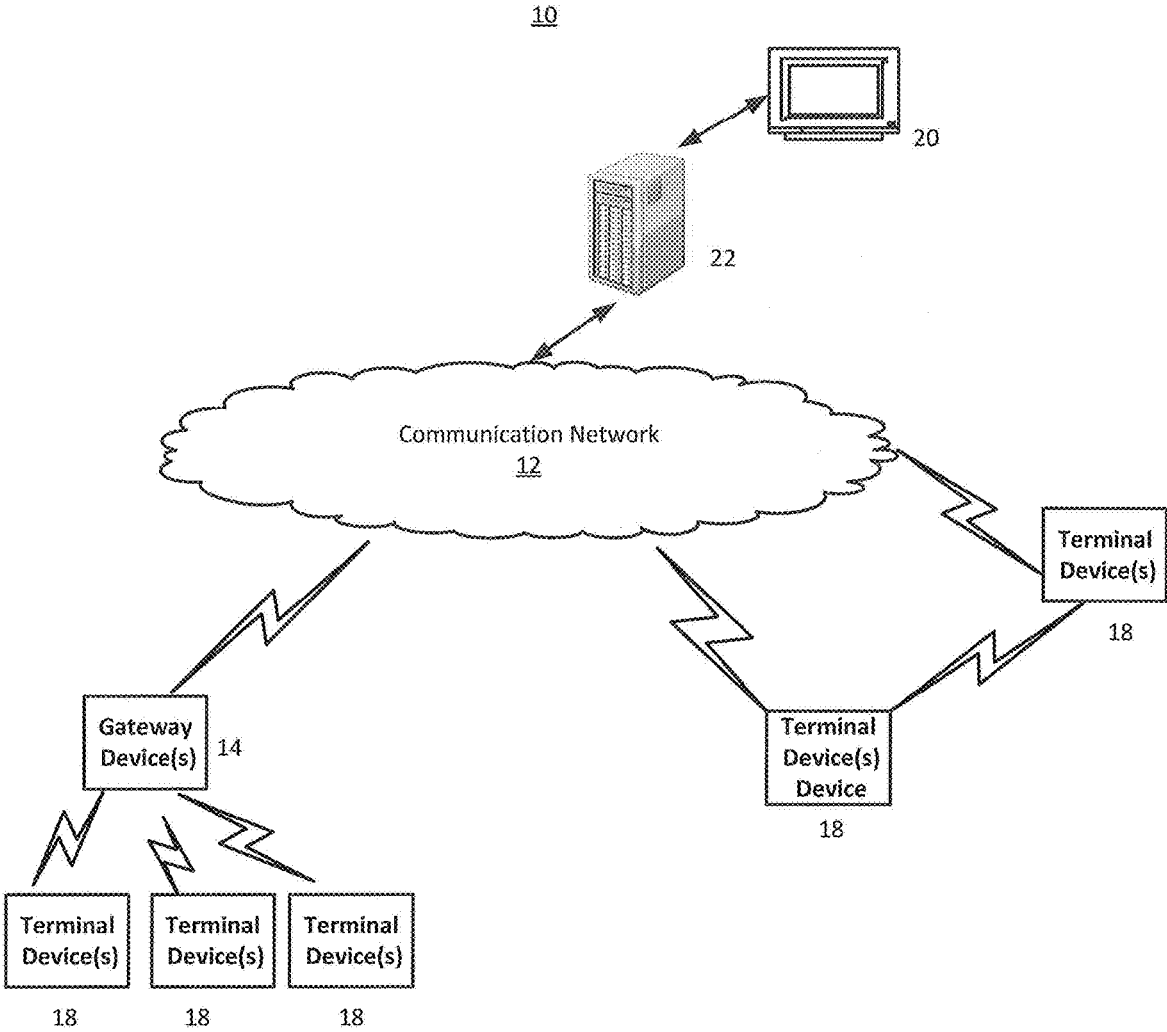 10
20
22
Communication Network
12
Terminal
Device(s)
18
Gateway
Device(s)
14
Terminal
Device(s)
Device
18
Terminal
Device(s)
18
Terminal
Device(s)
18
Terminal
Device(s)
18